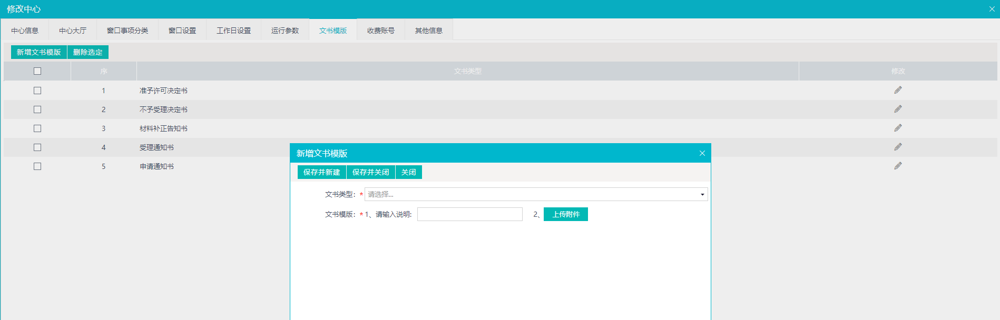 修改中心
中心信息 中心大厅 窗口事项分类 窗口设置 工作日设置 运行参数 文书模版 收费账号 其他信息
新增文书模版 删除选定
序 文书类型 修改
1 准予许可决定书
2 不予受理决定书
3 材料补正告知书
4 受理通知书
5 申请通知书
新增文书模版
保存并新建 保存并关闭 关闭
文书类型：* 请选择...
文书模版：* 1、请输入说明: 2、 上传附件